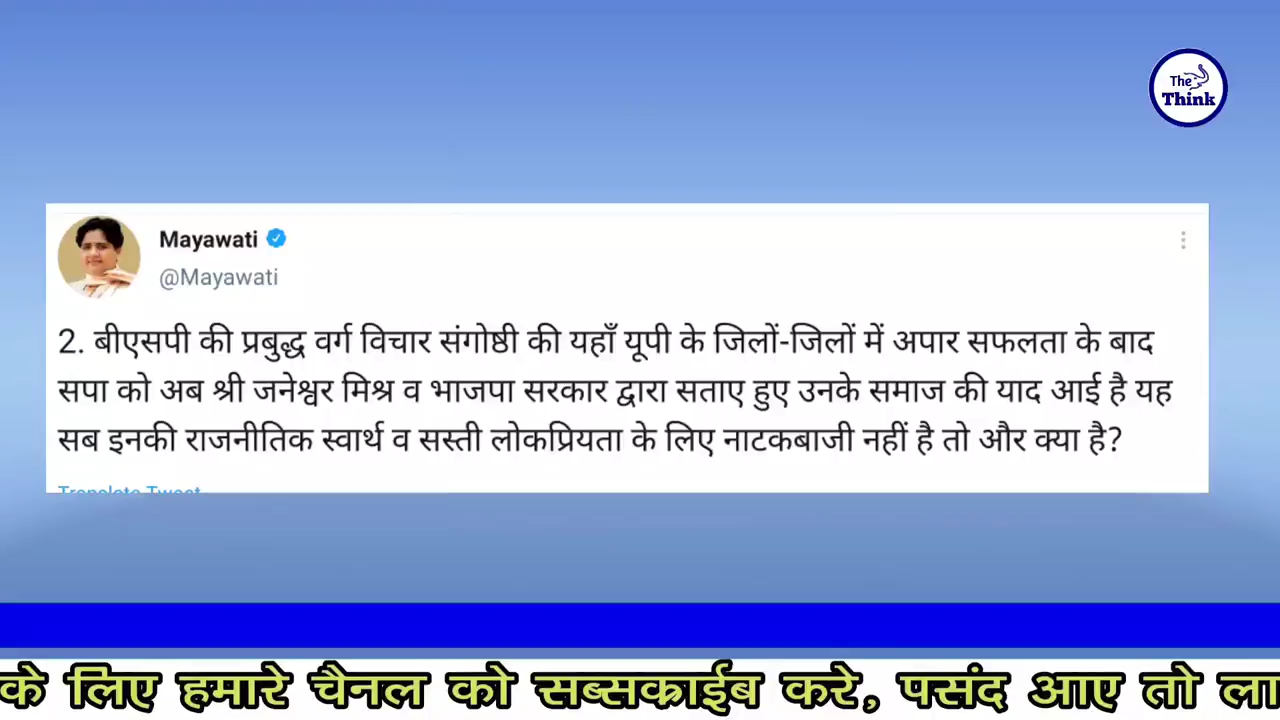 The
Think
Mayawati
@Mayawati
2. बीएसपी की प्रबुद्ध वर्ग विचार संगोष्ठी की यहाँ यूपी के जिलों-जिलों में अपार सफलता के बाद
सपा को अब श्री जनेश्वर मिश्र व भाजपा सरकार द्वारा सताए हुए उनके समाज की याद आई है यह
सब इनकी राजनीतिक स्वार्थ व सस्ती लोकप्रियता के लिए नाटकबाजी नहीं है तो और क्या है?
Translate Tweet
के लिए हमारे चैनल को सब्सक्राईब करे, पसंद आए तो ला